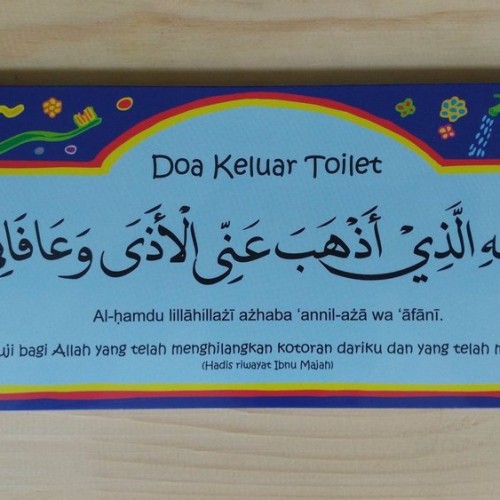 Doa Keluar Toilet
الَّذِيْ أَذْهَبَ عَنِّى الْأَذَى وَعَافَانِي
Al-ḥamdu lillāhillażī ażhaba 'annil-ażā wa 'āfānī.
uji bagi Allah yang telah menghilangkan kotoran dariku dan yang telah m
(Hadis riwayat Ibnu Majah)